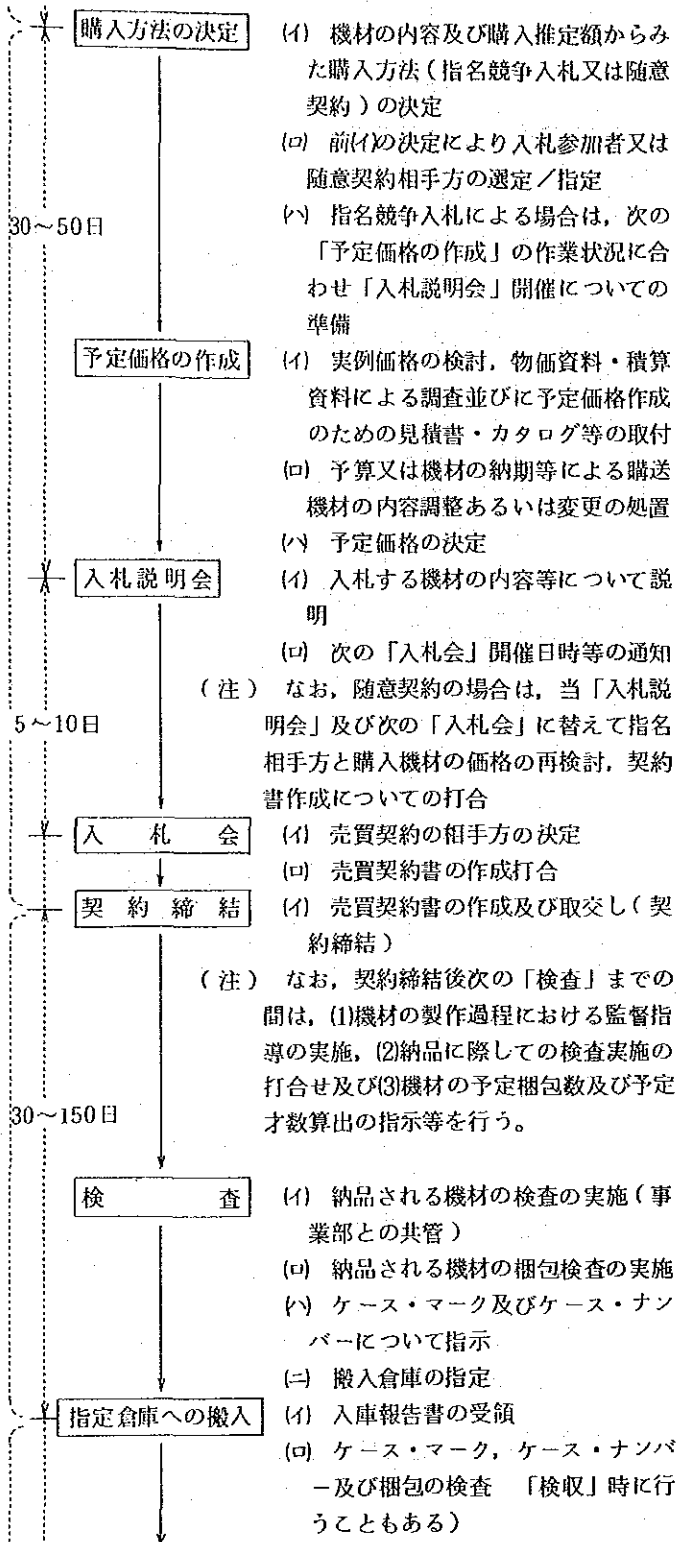 購入方法の決定
(イ) 機材の内容及び購入推定額からみ
た購入方法(指名競争入札又は随意
契約)の決定
(ロ) 前(イ)の決定により入札参加者又は
随意契約相手方の選定/指定
30~50日
(ハ) 指名競争入札による場合は,次の
「予定価格の作成」の作業状況に合
わせ「入札説明会」開催についての
準備
予定価格の作成
(イ) 実例価格の検討,物価資料・積算
資料による調査並びに予定価格作成
のための見積書・カタログ等の取付
(ロ) 予算又は機材の納期等による購送
機材の内容調整あるいは変更の処置
(ハ) 予定価格の決定
入札説明会
(イ) 入札する機材の内容等について説
明
(ロ) 次の「入札会」開催日時等の通知
(注) なお,随意契約の場合は,当「入札説
明会」及び次の「入札会」に替えて指名
5~10日
相手方と購入機材の価格の再検討,契約
書作成についての打合
入札会
(イ) 売買契約の相手方の決定
(ロ) 売買契約書の作成打合
契約締結
(イ) 売買契約書の作成及び取交し(契
約締結)
(注) なお,契約締結後次の「検査」までの
間は,(1)機材の製作過程における監督指
導の実施,(2)納品に際しての検査実施の
打合せ及び(3)機材の予定梱包数及び予定
30~150日
才数算出の指示等を行う。
検査
(イ) 納品される機材の検査の実施(事
業部との共管)
(ロ) 納品される機材の梱包検査の実施
(ハ) ケース・マーク及びケース・ナン
バーについて指示
(ニ) 搬入倉庫の指定
指定倉庫への搬入
(イ) 入庫報告書の受領
(ロ) ケース・マーク,ケース・ナンバ
ー及び梱包の検査 「検収」時に行
うこともある)